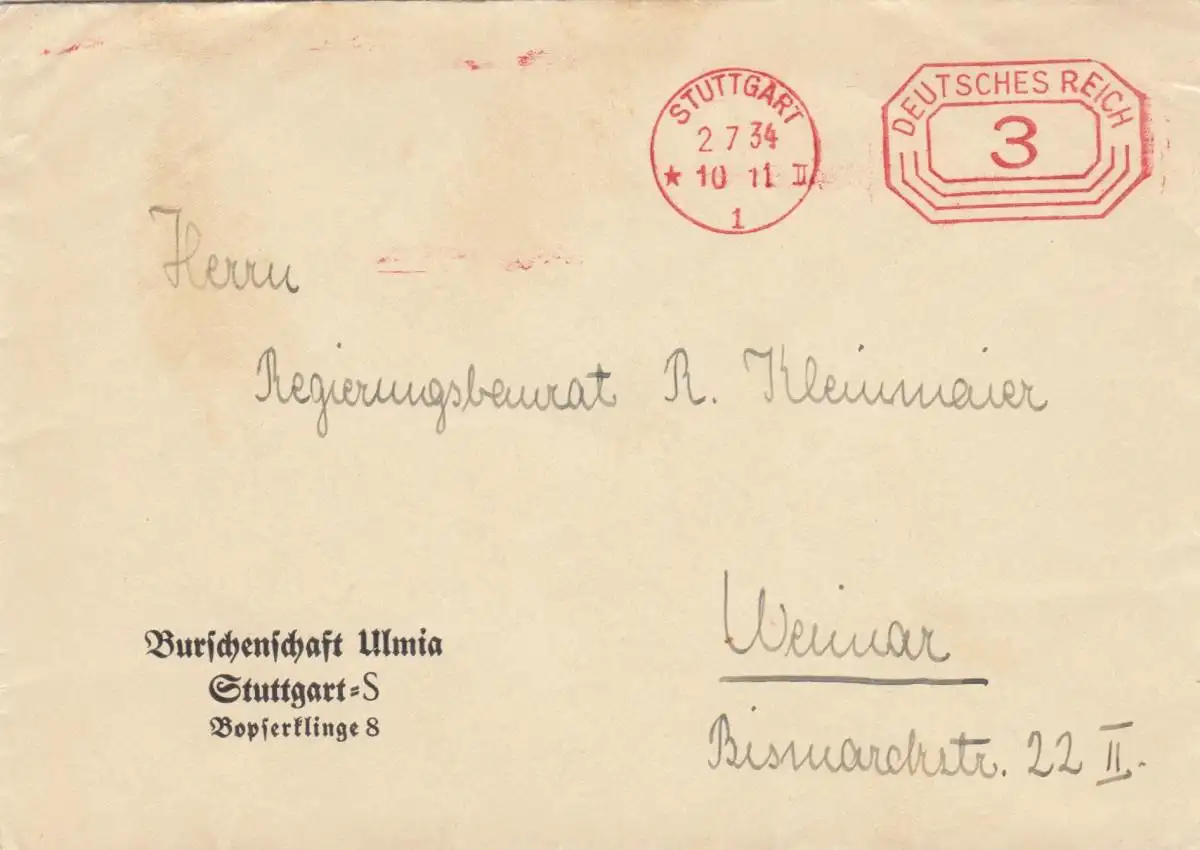 STUTTGART
2 7 34
★ 10 11 II
1
DEUTSCHES REICH
3
Herrn
Regierungsbaurat R. Kleinmaier
Weimar
Bismarckstr. 22 II.
Burschenschaft Ulmia
Stuttgart-S
Bopserklinge 8